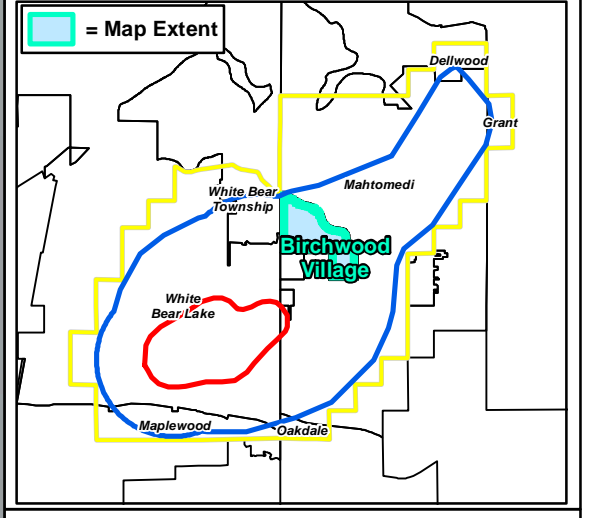 = Map Extent
Dellwood
Grant
Mahtomedi
White Bear
Township
Birchwood
Village
White
Bear Lake
Maplewood
Oakdale